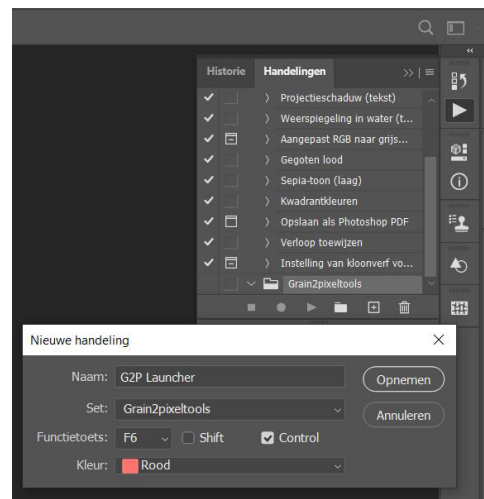 Historie Handelingen
Projectieschaduw (tekst)
Weerspiegeling in water (t...
Aangepast RGB naar grijs...
Gegoten lood
Sepia-toon (laag)
Kwadrantkleuren
Opslaan als Photoshop PDF
Verloop toewijzen
Instelling van kloonverf vo...
Grain2pixeltools
Nieuwe handeling
Naam: G2P Launcher
Opnemen
Set: Grain2pixeltools
Annuleren
Functietoets: F6 Shift Control
Kleur: Rood